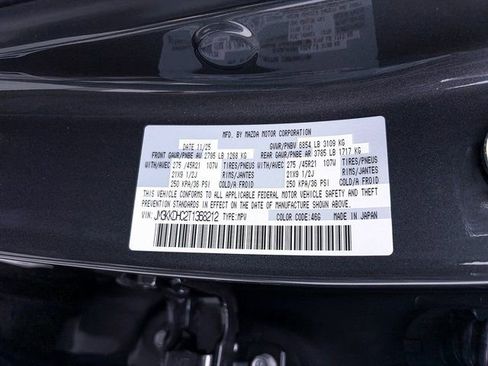 MFD. BY MAZDA MOTOR CORPORATION
DATE 11/25 GVWR/PNBV 6854 LB 3109 KG
FRONT GAWR/PNBE AV 2795 LB 1268 KG REAR GAWR/PNBE AR 3785 LB 1717 KG
WITH/AVEC 275 /45R21 107W TIRES/PNEUS WITH/AVEC 275 /45R21 107W TIRES/PNEUS
21X9 1/2J 21X9 1/2J
250 KPA/36 PSI COLD/A FROID 250 KPA/36 PSI COLD/A FROID
THIS VEHICLE CONFORMS TO ALL APPLICABLE FEDERAL MOTOR VEHICLE SAFETY AND THEFT
PREVENTION STANDARDS IN EFFECT ON THE DATE OF MANUFACTURE SHOWN ABOVE.
VIN: JM3KKDHC2T1368212 TYPE:MPV COLOR CODE:46G MADE IN JAPAN